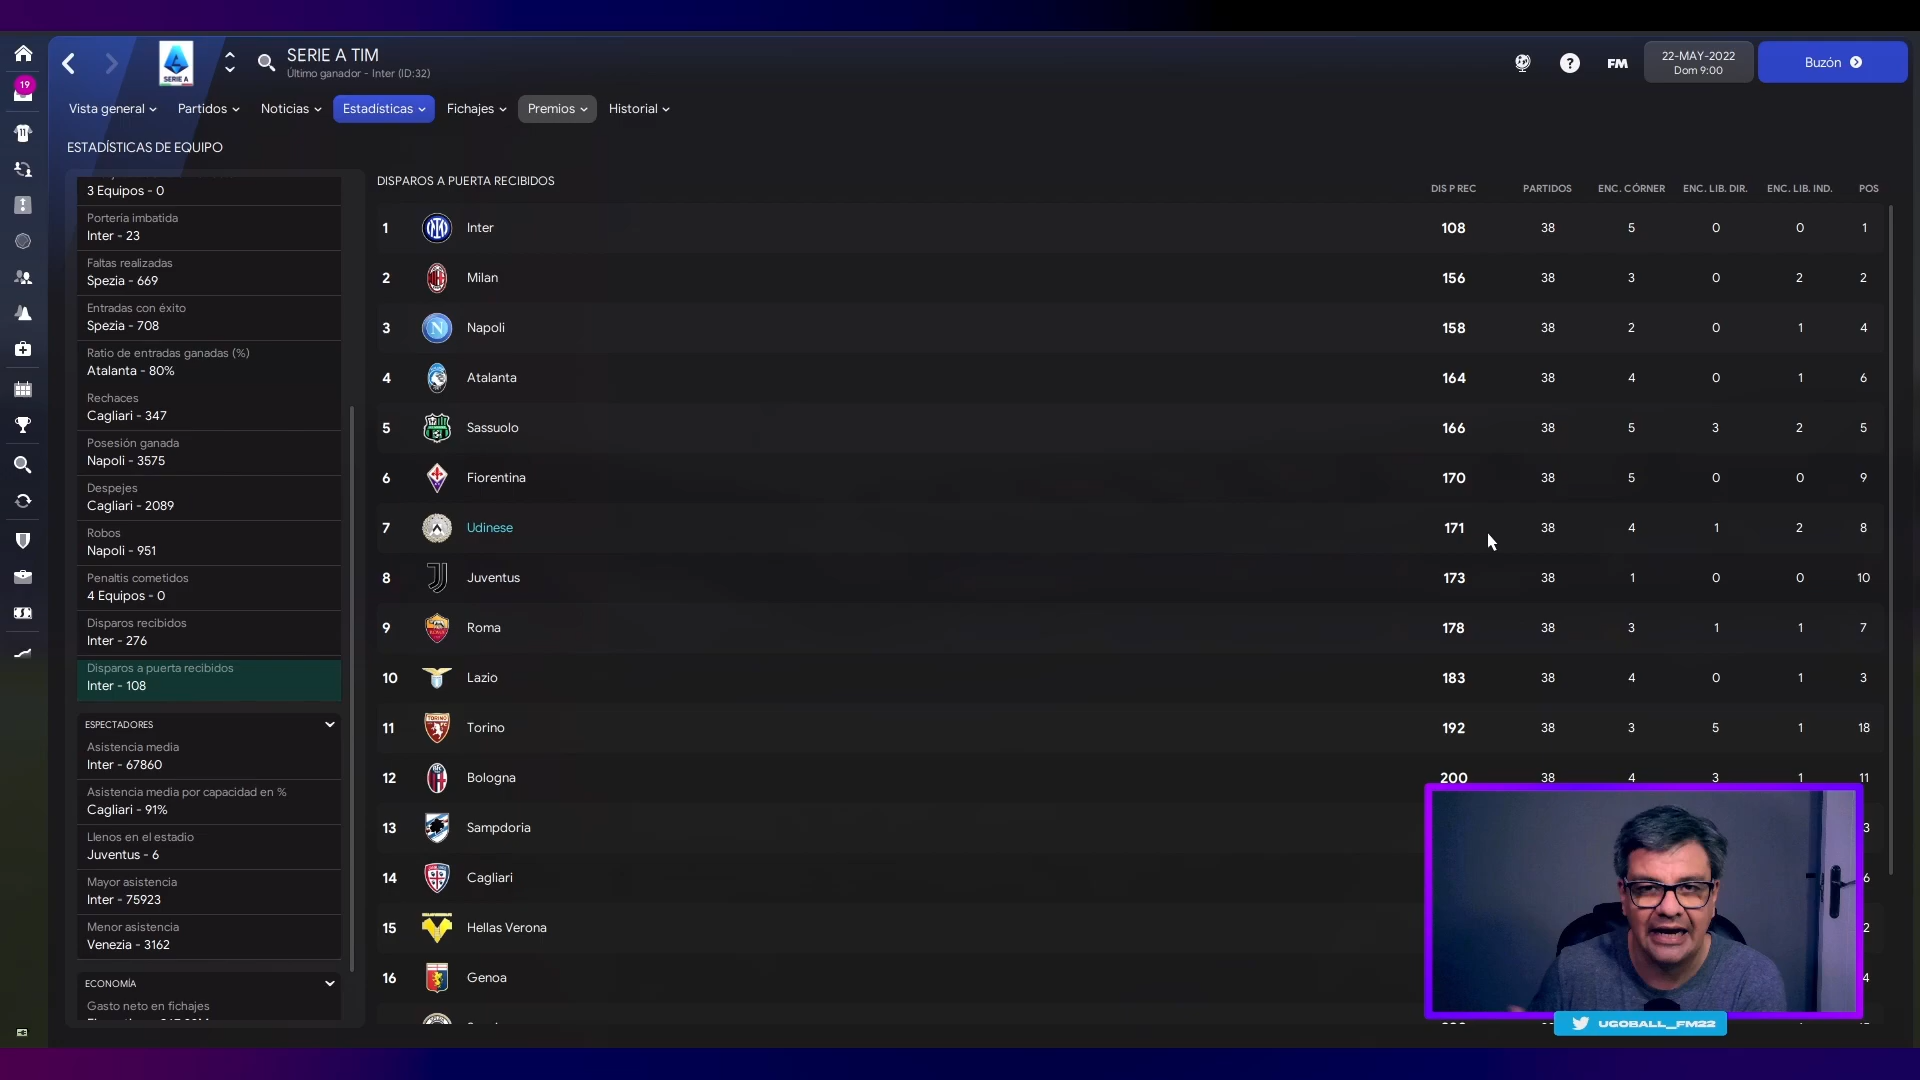 SERIE A TIM
Último ganador - Inter (ID:32)
19
SERIE A
FM
22-MAY-2022
Dom 9:00
Buzón
Vista general
Partidos
Noticias
Estadísticas
Fichajes
Premios
Historial
ESTADÍSTICAS DE EQUIPO
3 Equipos - 0
Portería imbatida
Inter - 23
Faltas realizadas
Spezia - 669
Entradas con éxito
Spezia - 708
Ratio de entradas ganadas (%)
Atalanta - 80%
Rechaces
Cagliari - 347
Posesión ganada
Napoli - 3575
Despejes
Cagliari - 2089
Robos
Napoli - 951
Penaltis cometidos
4 Equipos - 0
Disparos recibidos
Inter - 276
Disparos a puerta recibidos
Inter - 108
ESPECTADORES
Asistencia media
Inter - 67860
Asistencia media por capacidad en %
Cagliari - 91%
Llenos en el estadio
Juventus - 6
Mayor asistencia
Inter - 75923
Menor asistencia
Venezia - 3162
ECONOMÍA
Gasto neto en fichajes
DISPAROS A PUERTA RECIBIDOS
DIS P REC PARTIDOS ENC. CÓRNER ENC. LIB. DIR. ENC. LIB. IND. POS
1 Inter 108 38 5 0 0 1
2 Milan 156 38 3 0 2 2
3 Napoli 158 38 2 0 1 4
4 Atalanta 164 38 4 0 1 6
5 Sassuolo 166 38 5 3 2 5
6 Fiorentina 170 38 5 0 0 9
7 Udinese 171 38 4 1 2 8
8 Juventus 173 38 1 0 0 10
9 Roma 178 38 3 1 1 7
10 Lazio 183 38 4 0 1 3
11 Torino 192 38 3 5 1 18
12 Bologna 200 38 4 3 1 11
13 Sampdoria 3
14 Cagliari 6
15 Hellas Verona 2
16 Genoa 4
UGOBALL_FM22